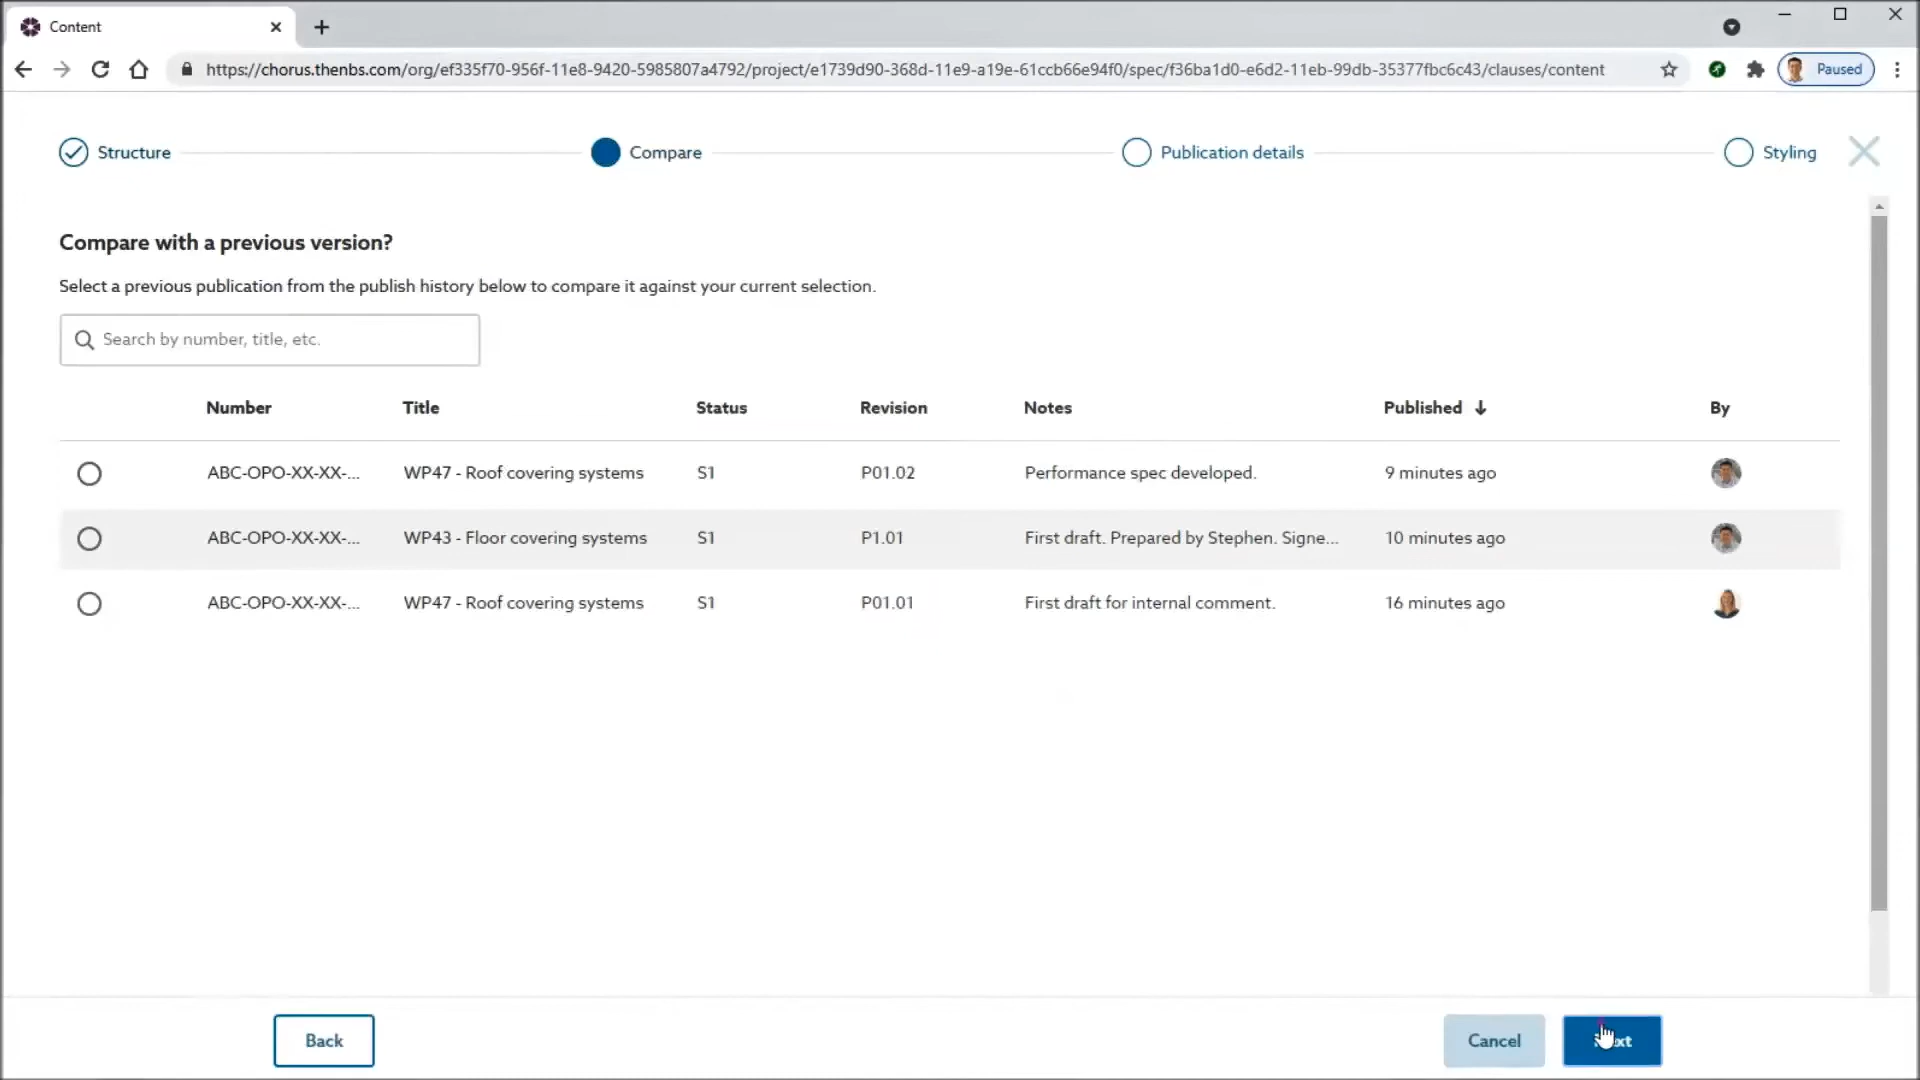 Content
https://chorus.thenbs.com/org/ef335f70-956f-11e8-9420-5985807a4792/project/e1739d90-368d-11e9-a19e-61ccb66e94f0/spec/f36ba1d0-e6d2-11eb-99db-35377fbc6c43/clauses/content
Paused
Structure
Compare
Publication details
Styling
Compare with a previous version?
Select a previous publication from the publish history below to compare it against your current selection.
Search by number, title, etc.
Number Title Status Revision Notes Published By
ABC-OPO-XX-XX-... WP47 - Roof covering systems S1 P01.02 Performance spec developed. 9 minutes ago
ABC-OPO-XX-XX-... WP43 - Floor covering systems S1 P1.01 First draft. Prepared by Stephen. Signe... 10 minutes ago
ABC-OPO-XX-XX-... WP47 - Roof covering systems S1 P01.01 First draft for internal comment. 16 minutes ago
Back
Cancel